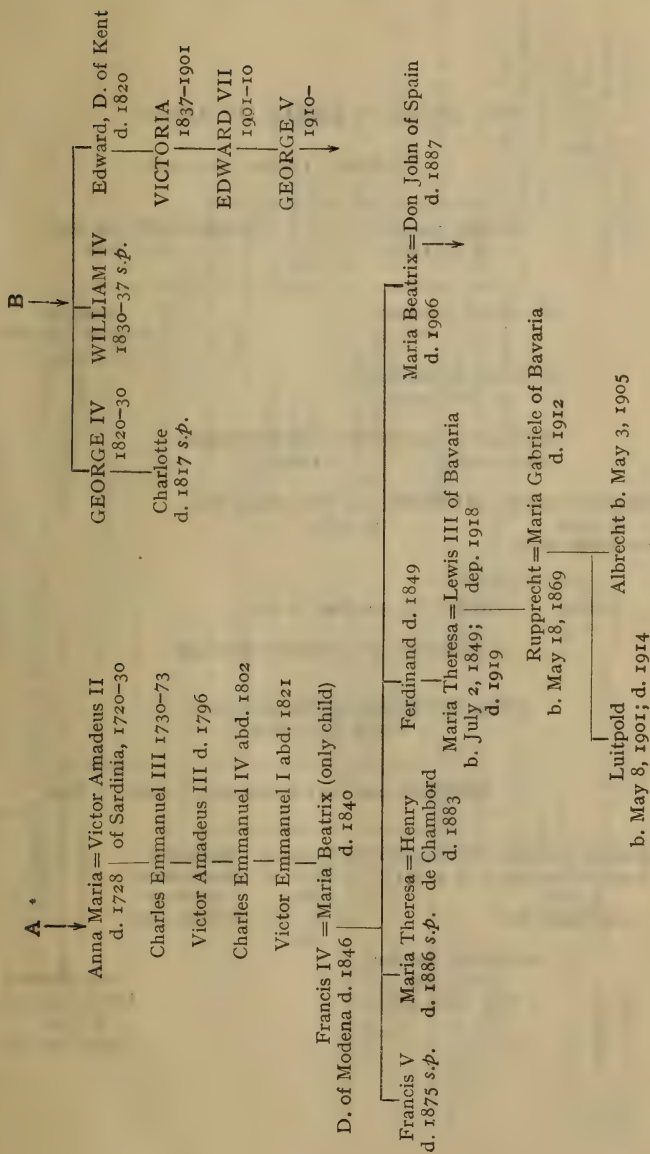 A
Anna Maria = Victor Amadeus II
d. 1728 of Sardinia, 1720-30
Charles Emmanuel III 1730-73
Victor Amadeus III d. 1796
Charles Emmanuel IV abd. 1802
Victor Emmanuel I abd. 1821
Francis IV = Maria Beatrix (only child)
D. of Modena d. 1846 d. 1840
Francis V
d. 1875 s.p.
Maria Theresa = Henry
d. 1886 s.p. de Chambord
d. 1883
Ferdinand d. 1849
Maria Theresa = Lewis III of Bavaria
b. July 2, 1849; dep. 1918
d. 1919
Rupprecht = Maria Gabriele of Bavaria
b. May 18, 1869 d. 1912
Luitpold
b. May 8, 1901; d. 1914
Albrecht b. May 3, 1905
Maria Beatrix = Don John of Spain
d. 1906 d. 1887
B
GEORGE IV
1820-30
Charlotte
d. 1817 s.p.
WILLIAM IV
1830-37 s.p.
Edward, D. of Kent
d. 1820
VICTORIA
1837-1901
EDWARD VII
1901-10
GEORGE V
1910-